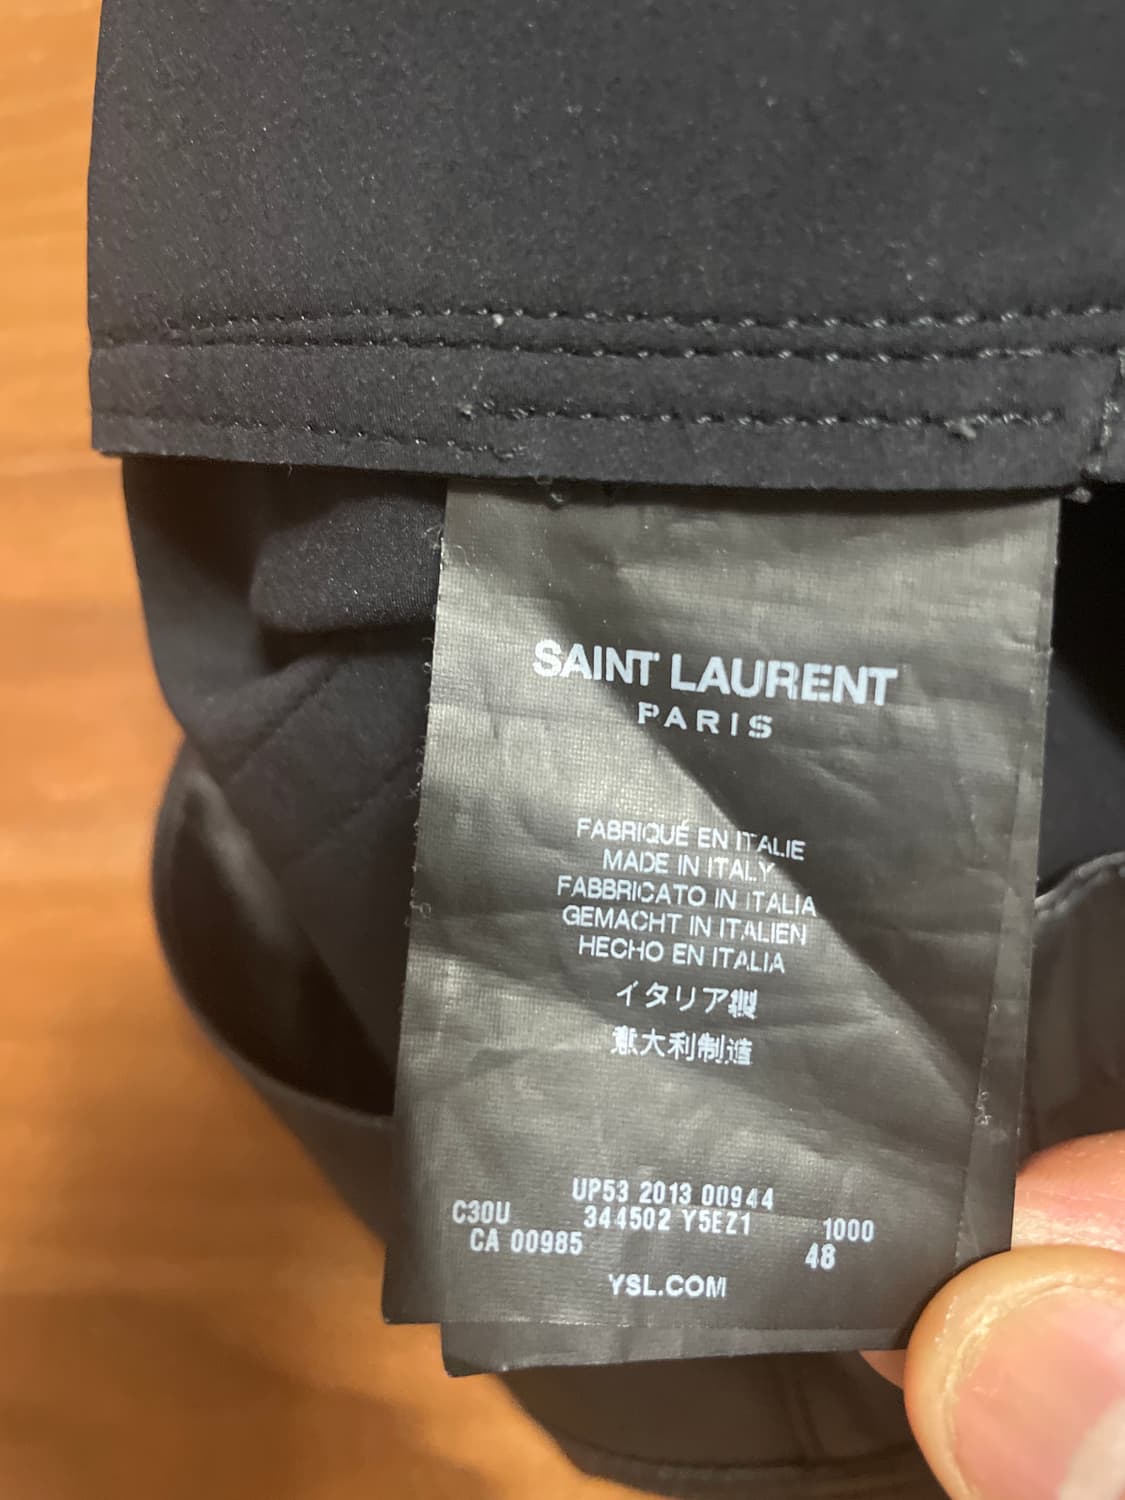 SAINT LAURENT
PARIS
FABRIQUÉ EN ITALIE
MADE IN ITALY
FABBRICATO IN ITALIA
GEMACHT IN ITALIEN
HECHO EN ITALIA
イタリア製
意大利制造
UP53 2013 00944
C30U 344502 Y5EZ1 1000
CA 00985 48
YSL.COM